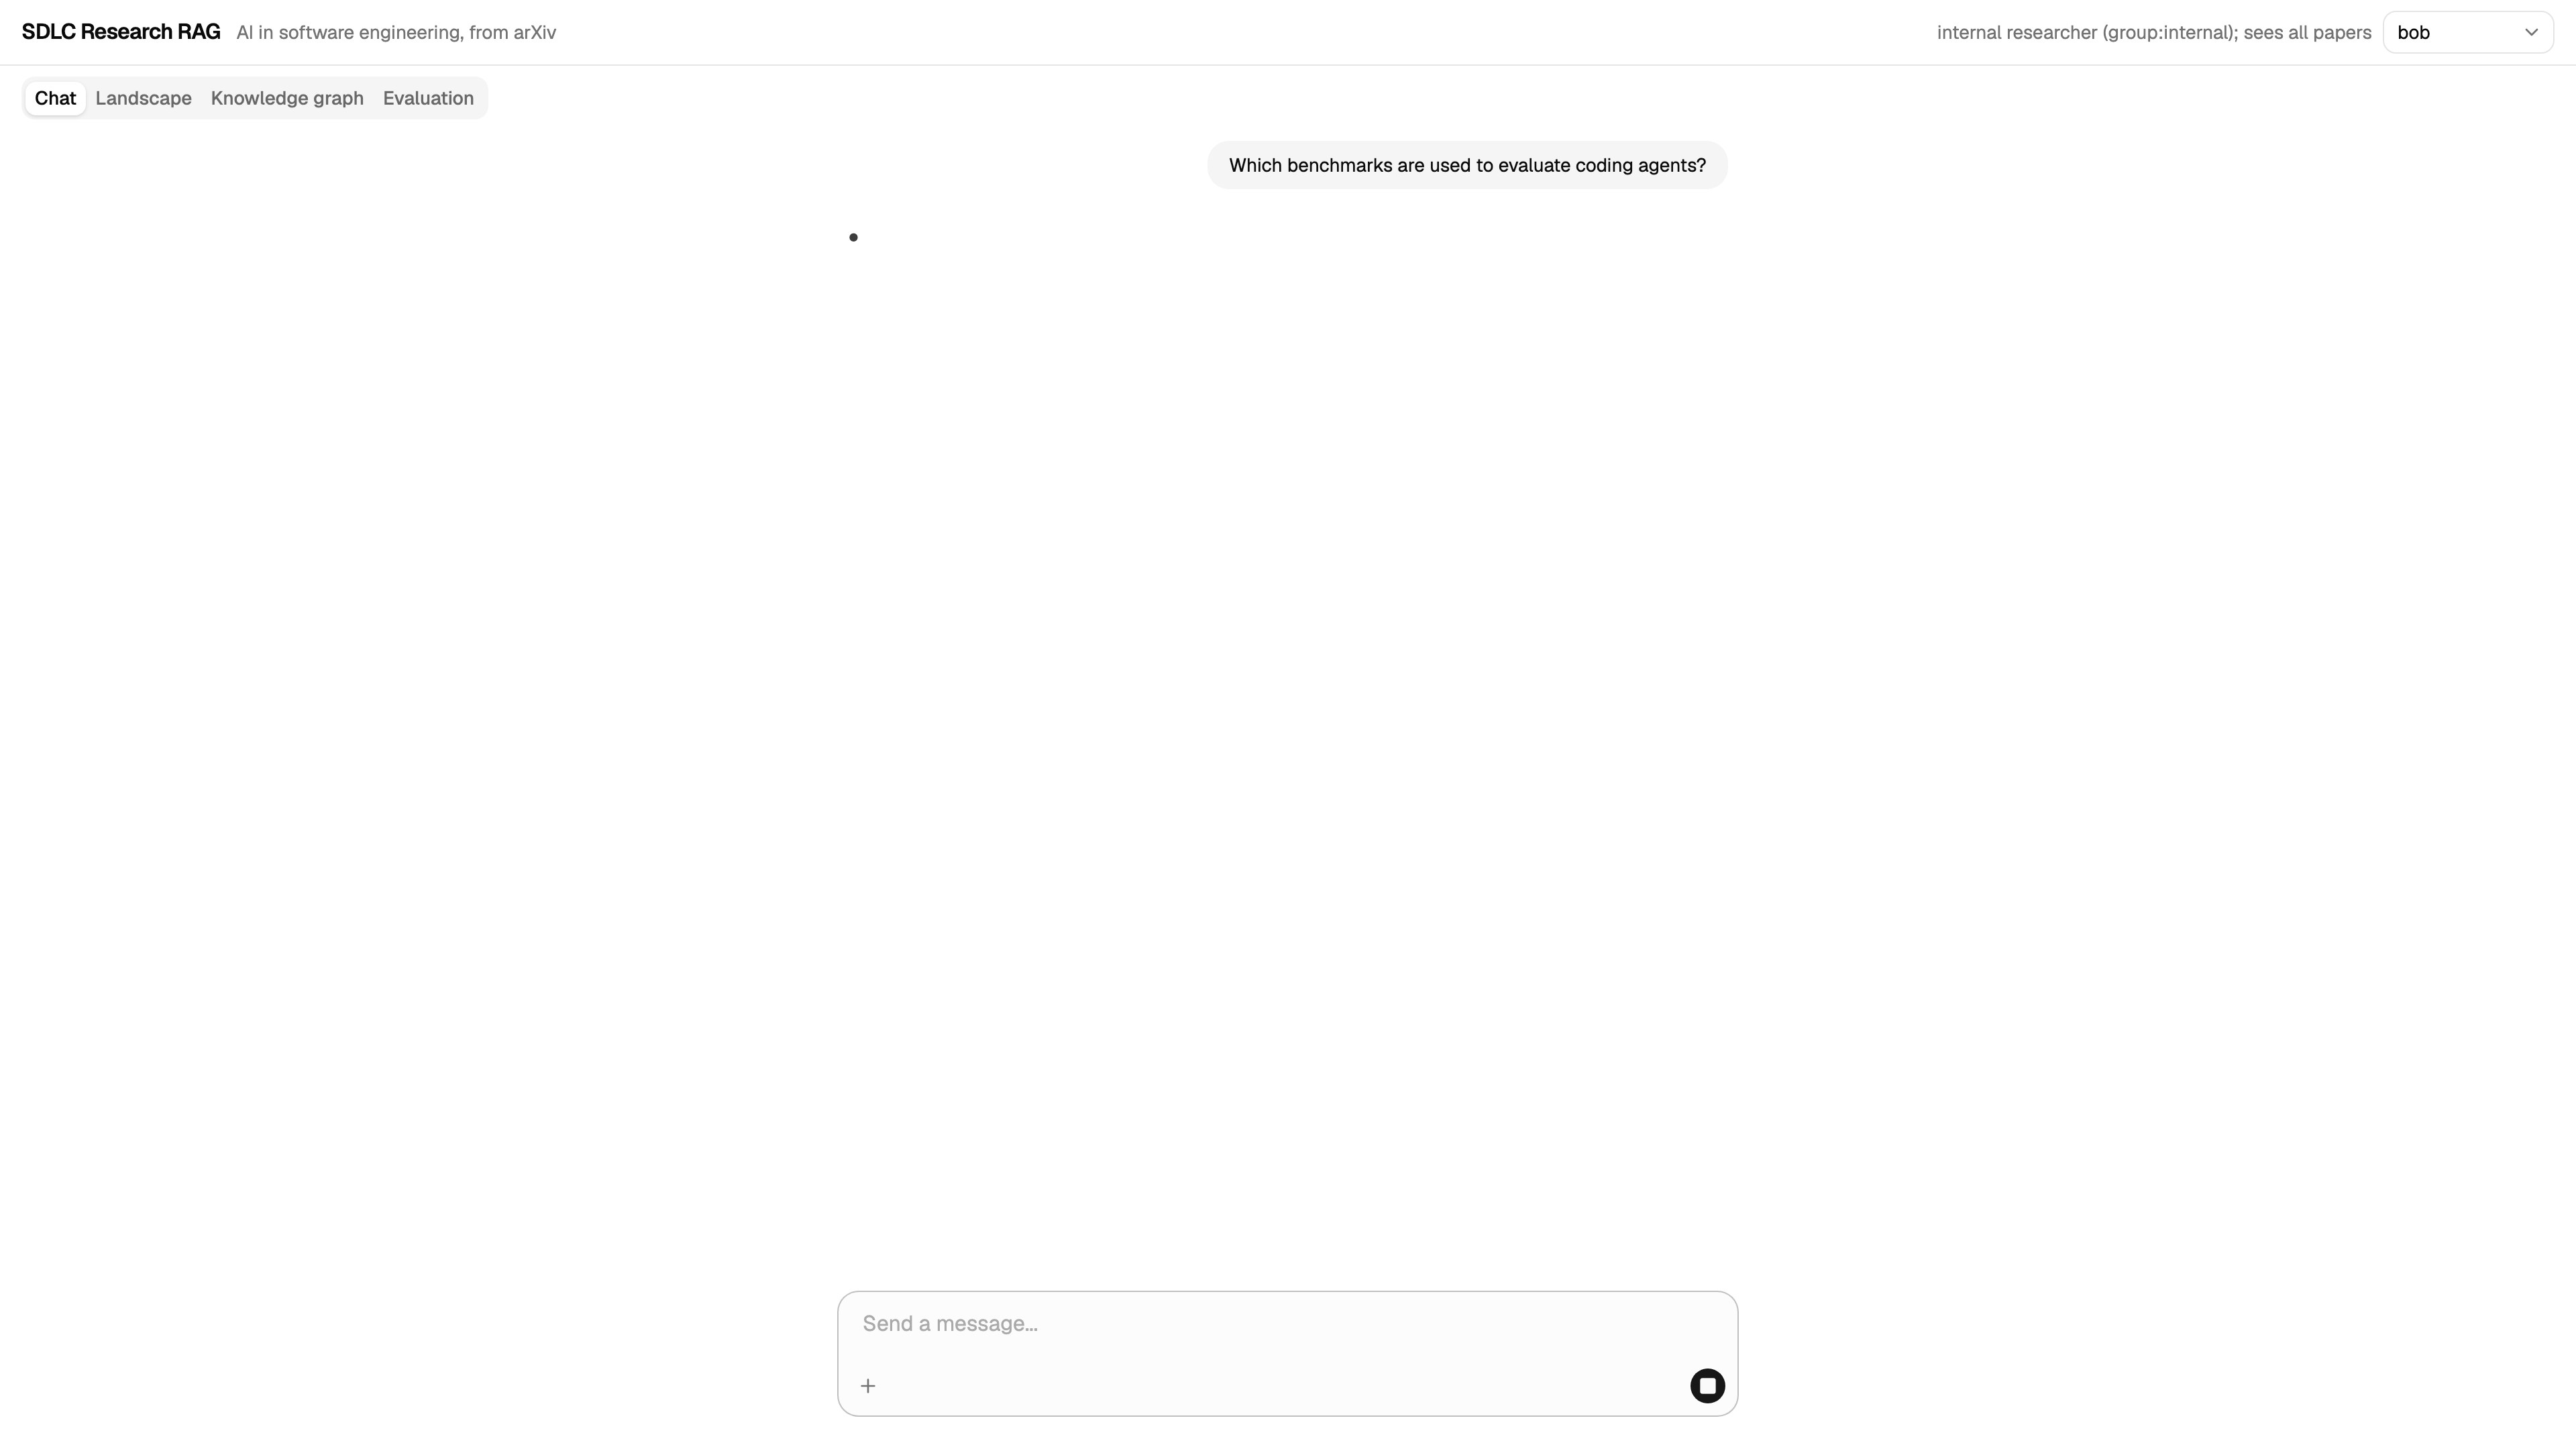 SDLC Research RAG AI in software engineering, from arXiv internal researcher (group:internal); sees all papers bob
Chat Landscape Knowledge graph Evaluation
Which benchmarks are used to evaluate coding agents?
Send a message...